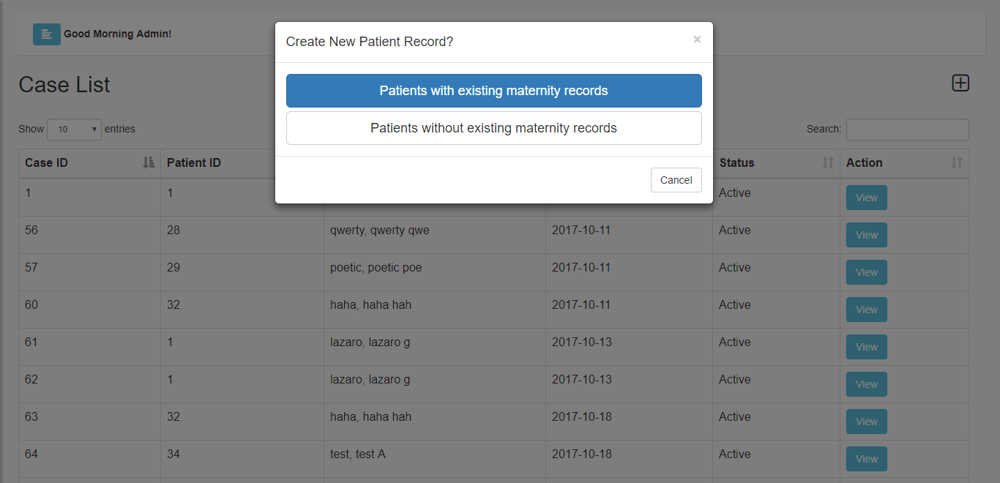 Good Morning Admin!
Create New Patient Record?
×
Patients with existing maternity records
Patients without existing maternity records
Cancel
Case List
Show 10 entries
Search:
Case ID Patient ID Status Action
1 1 Active View
56 28 qwerty, qwerty qwe 2017-10-11 Active View
57 29 poetic, poetic poe 2017-10-11 Active View
60 32 haha, haha hah 2017-10-11 Active View
61 1 lazaro, lazaro g 2017-10-13 Active View
62 1 lazaro, lazaro g 2017-10-13 Active View
63 32 haha, haha hah 2017-10-18 Active View
64 34 test, test A 2017-10-18 Active View